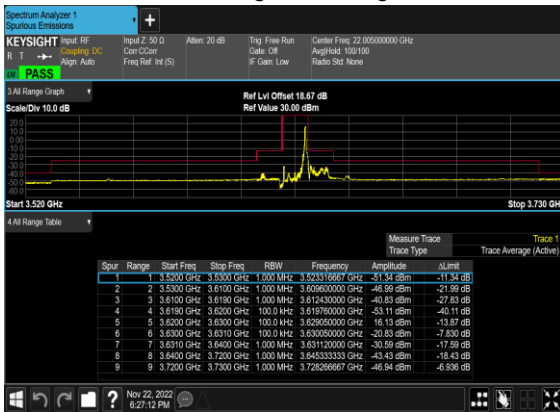 Spectrum Analyzer 1
Spurious Emissions
KEYSIGHT Input: RF Input Z: 50 Ω Atten: 20 dB Trig: Free Run Center Freq: 22.005000000 GHz
R T Coupling: DC Corr CCorr Gate: Off Avg|Hold: 100/100
Align: Auto Freq Ref: Int (S) IF Gain: Low Radio Std: None
PASS
3 All Range Graph
Ref Lvl Offset 18.67 dB
Scale/Div 10.0 dB Ref Value 30.00 dBm
20.0
10.0
0.00
-10.0
-20.0
-30.0
-40.0
-50.0
-60.0
Start 3.520 GHz Stop 3.730 GH
4 All Range Table
Measure Trace Trace 1
Trace Type Trace Average (Active)
Spur Range Start Freq Stop Freq RBW Frequency Amplitude ΔLimit
1 1 3.5200 GHz 3.5300 GHz 1.000 MHz 3.523316667 GHz -51.34 dBm -11.34 dB
2 2 3.5300 GHz 3.6100 GHz 1.000 MHz 3.609600000 GHz -46.99 dBm -21.99 dB
3 3 3.6100 GHz 3.6190 GHz 1.000 MHz 3.612430000 GHz -40.83 dBm -27.83 dB
4 4 3.6190 GHz 3.6200 GHz 100.0 kHz 3.619760000 GHz -53.11 dBm -40.11 dB
5 5 3.6200 GHz 3.6300 GHz 100.0 kHz 3.629050000 GHz 16.13 dBm -13.87 dB
6 6 3.6300 GHz 3.6310 GHz 100.0 kHz 3.630050000 GHz -20.83 dBm -7.830 dB
7 7 3.6310 GHz 3.6400 GHz 1.000 MHz 3.631120000 GHz -30.59 dBm -17.59 dB
8 8 3.6400 GHz 3.7200 GHz 1.000 MHz 3.645333333 GHz -43.43 dBm -18.43 dB
9 9 3.7200 GHz 3.7300 GHz 1.000 MHz 3.728266667 GHz -46.94 dBm -6.936 dB
Nov 22, 2022
6:27:12 PM